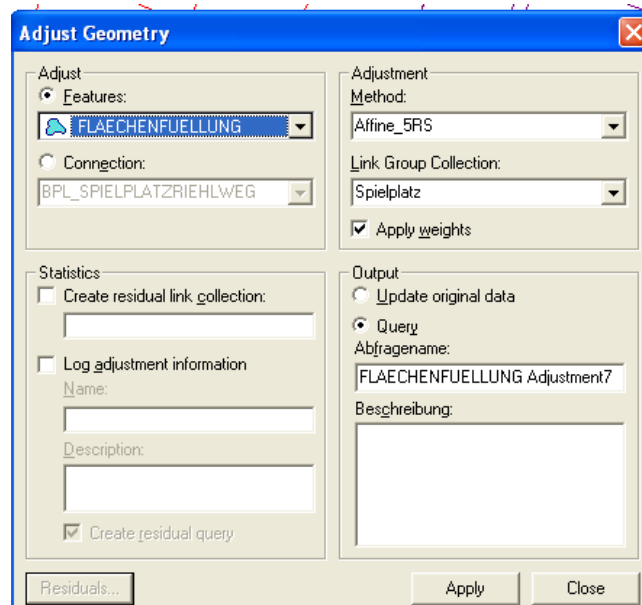 Adjust Geometry
Adjust
Features:
FLAECHENFUELLUNG
Connection:
BPL_SPIELPLATZRIEHLWEG
Adjustment
Method:
Affine_5RS
Link Group Collection:
Spielplatz
Apply weights
Statistics
Create residual link collection:
Log adjustment information
Name:
Description:
Create residual query
Output
Update original data
Query
Abfragename:
FLAECHENFUELLUNG Adjustment7
Beschreibung:
Residuals...
Apply
Close